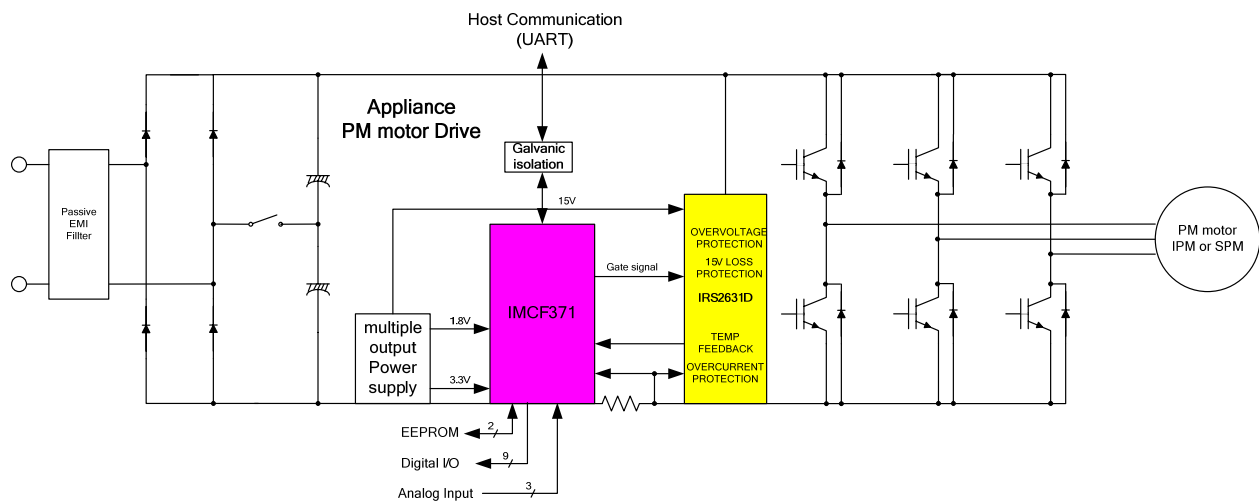 Host Communication
(UART)
Appliance
PM motor Drive
Galvanic
isolation
Passive
EMI
Fillter
15V
OVERVOLTAGE
PROTECTION
15V LOSS
PROTECTION
IRS2631D
TEMP
FEEDBACK
OVERCURRENT
PROTECTION
Gate signal
IMCF371
PM motor
IPM or SPM
multiple
output
Power
supply
1.8V
3.3V
EEPROM
2
Digital I/O
9
Analog Input
3